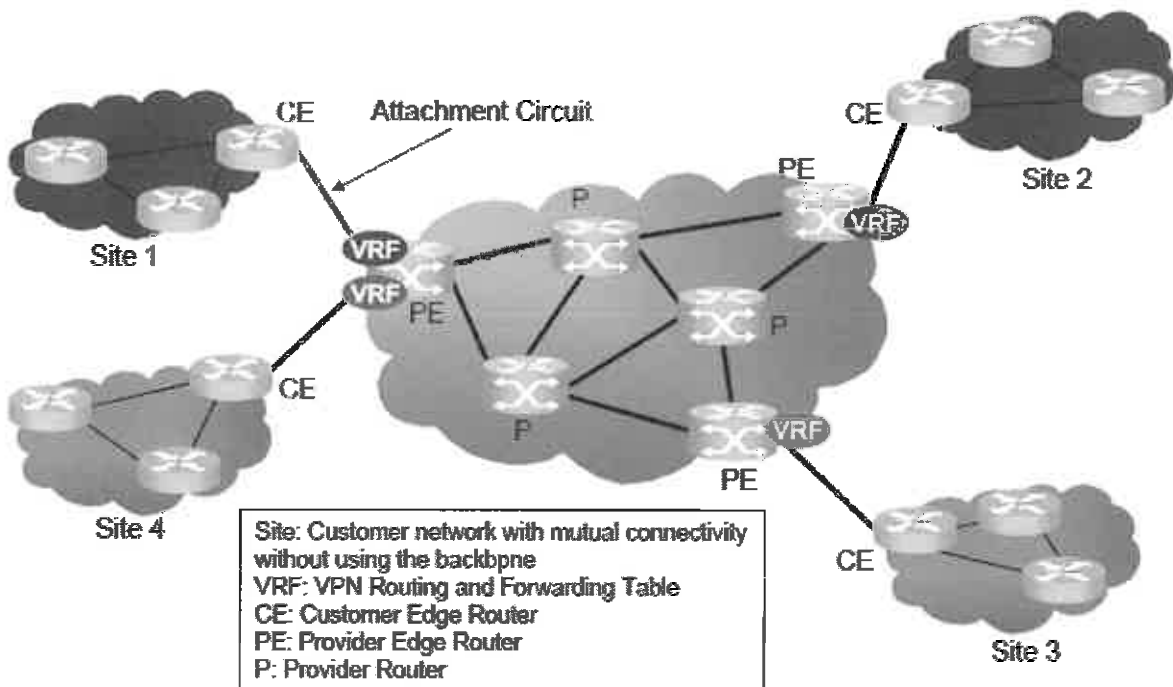 CE
Attachment Circuit
Site 1
VRF
VRF
PE
P
PE
VRF
CE
Site 2
P
P
CE
Site 4
PE
VRF
CE
Site 3
Site: Customer network with mutual connectivity
without using the backbpne
VRF: VPN Routing and Forwarding Table
CE: Customer Edge Router
PE: Provider Edge Router
P: Provider Router